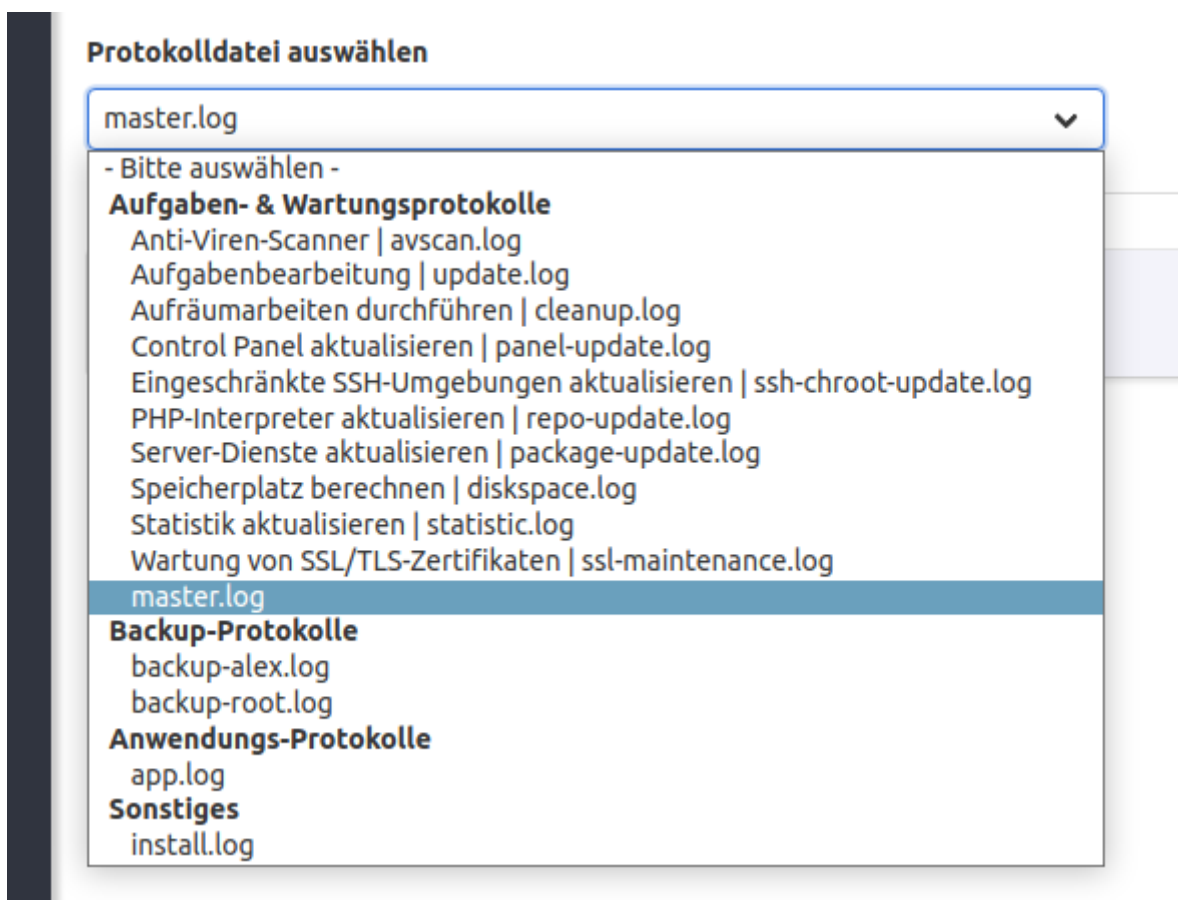 Protokolldatei auswählen
master.log
- Bitte auswählen -
Aufgaben- & Wartungsprotokolle
Anti-Viren-Scanner | avscan.log
Aufgabenbearbeitung | update.log
Aufräumarbeiten durchführen | cleanup.log
Control Panel aktualisieren | panel-update.log
Eingeschränkte SSH-Umgebungen aktualisieren | ssh-chroot-update.log
PHP-Interpreter aktualisieren | repo-update.log
Server-Dienste aktualisieren | package-update.log
Speicherplatz berechnen | diskspace.log
Statistik aktualisieren | statistic.log
Wartung von SSL/TLS-Zertifikaten | ssl-maintenance.log
master.log
Backup-Protokolle
backup-alex.log
backup-root.log
Anwendungs-Protokolle
app.log
Sonstiges
install.log